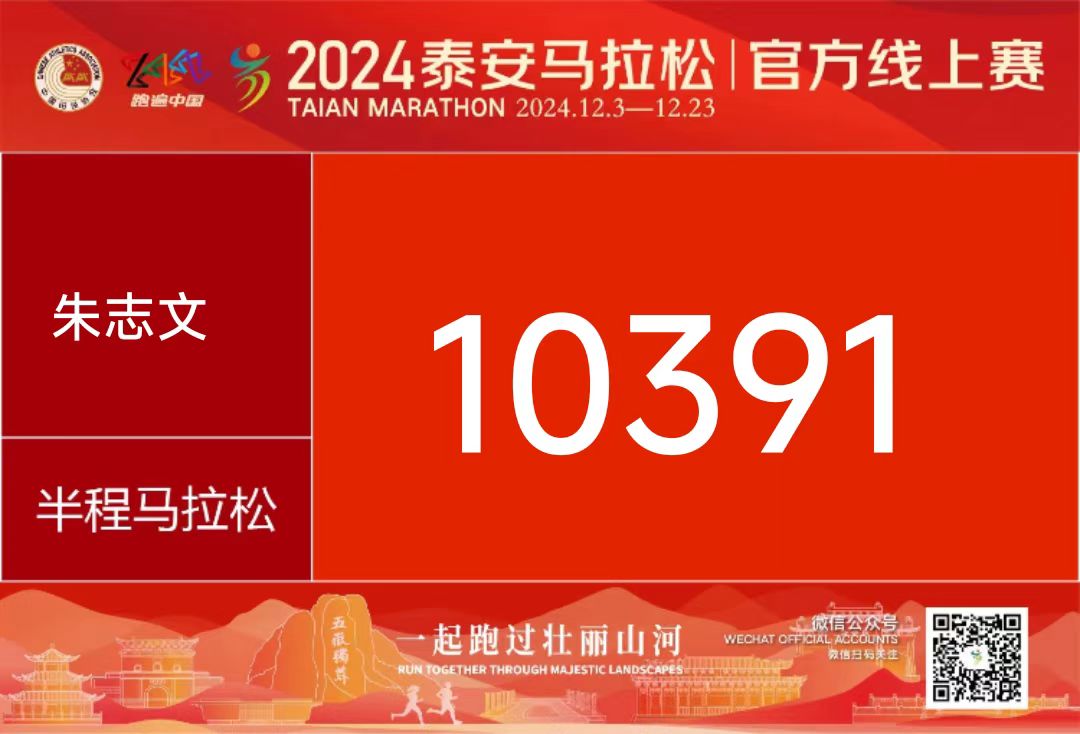 跑遍中国
2024泰安马拉松|官方线上赛
TAIAN MARATHON 2024.12.3—12.23
朱志文
10391
半程马拉松
五嶽獨尊
一起跑过壮丽山河
RUN TOGETHER THROUGH MAJESTIC LANDSCAPES
微信公众号
WECHAT OFFICIAL ACCOUNTS
微信扫码关注